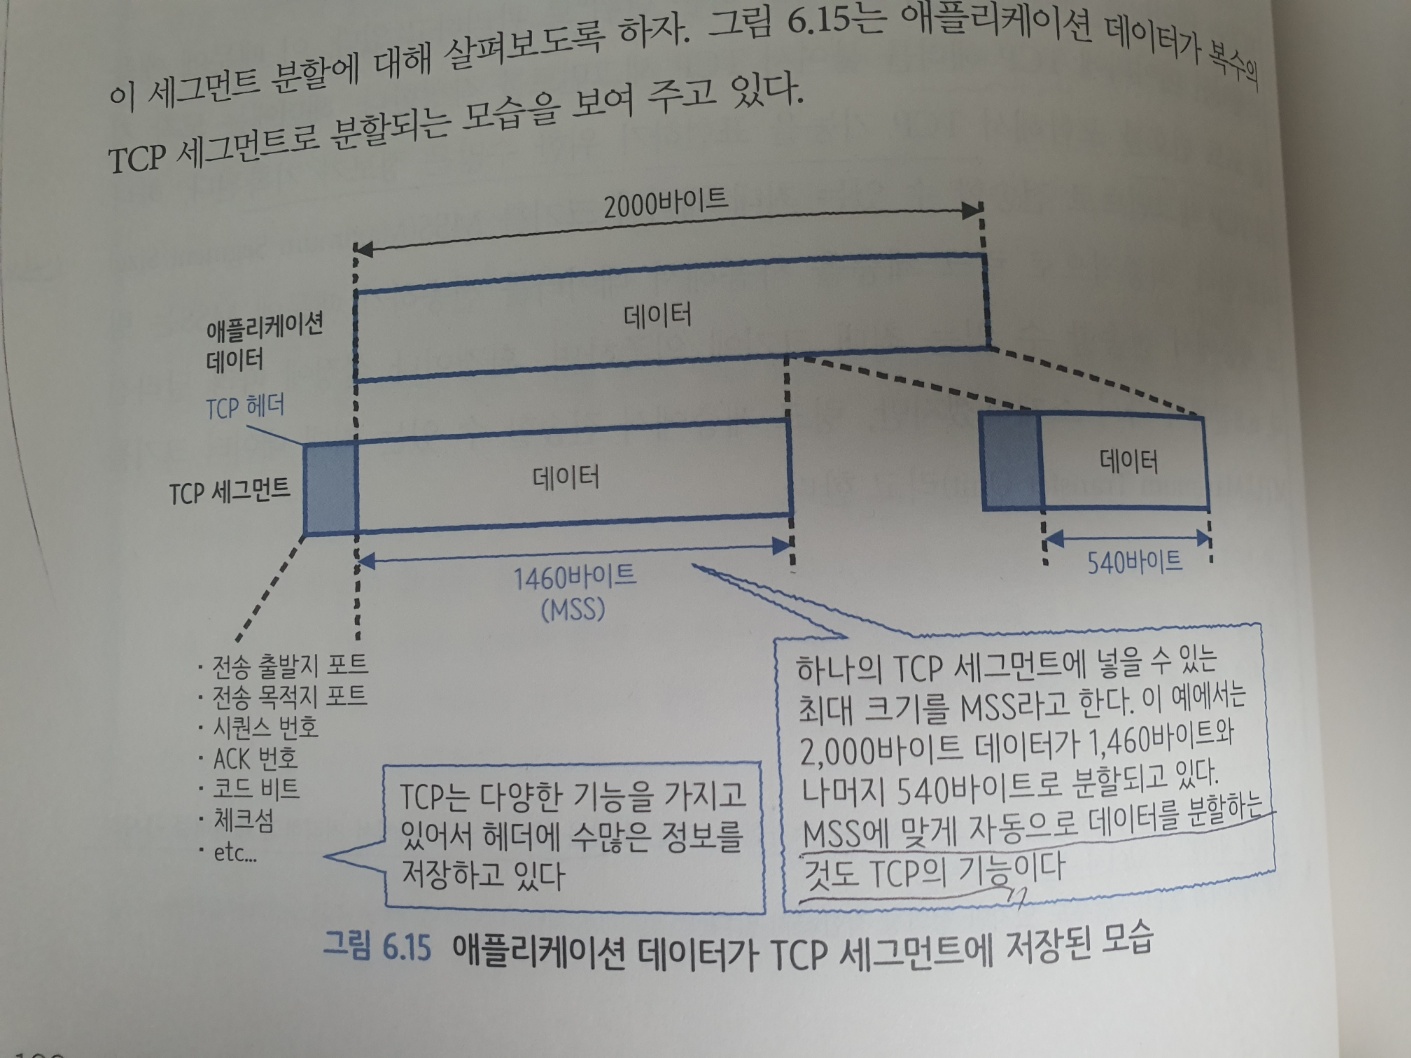 이 세그먼트 분할에 대해 살펴보도록 하자. 그림 6.15는 애플리케이션 데이터가 복수의
TCP 세그먼트로 분할되는 모습을 보여 주고 있다.
2000바이트
애플리케이션
데이터
데이터
TCP 헤더
TCP 세그먼트
데이터
데이터
1460바이트
(MSS)
540바이트
· 전송 출발지 포트
· 전송 목적지 포트
· 시퀀스 번호
· ACK 번호
· 코드 비트
· 체크섬
· etc...
TCP는 다양한 기능을 가지고
있어서 헤더에 수많은 정보를
저장하고 있다
하나의 TCP 세그먼트에 넣을 수 있는
최대 크기를 MSS라고 한다. 이 예에서는
2,000바이트 데이터가 1,460바이트와
나머지 540바이트로 분할되고 있다.
MSS에 맞게 자동으로 데이터를 분할하는
것도 TCP의 기능이다
그림 6.15 애플리케이션 데이터가 TCP 세그먼트에 저장된 모습